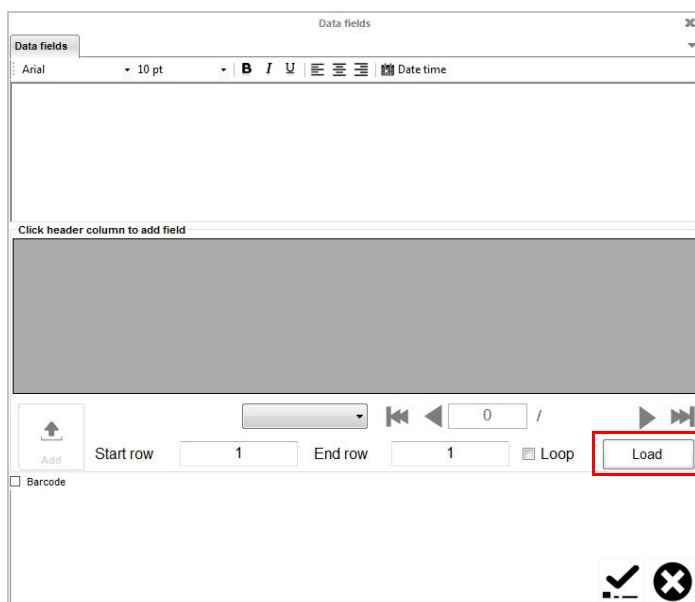 Data fields
Data fields
Arial 10 pt B I U Date time
Click header column to add field
0 /
Add Start row 1 End row 1 Loop Load
Barcode